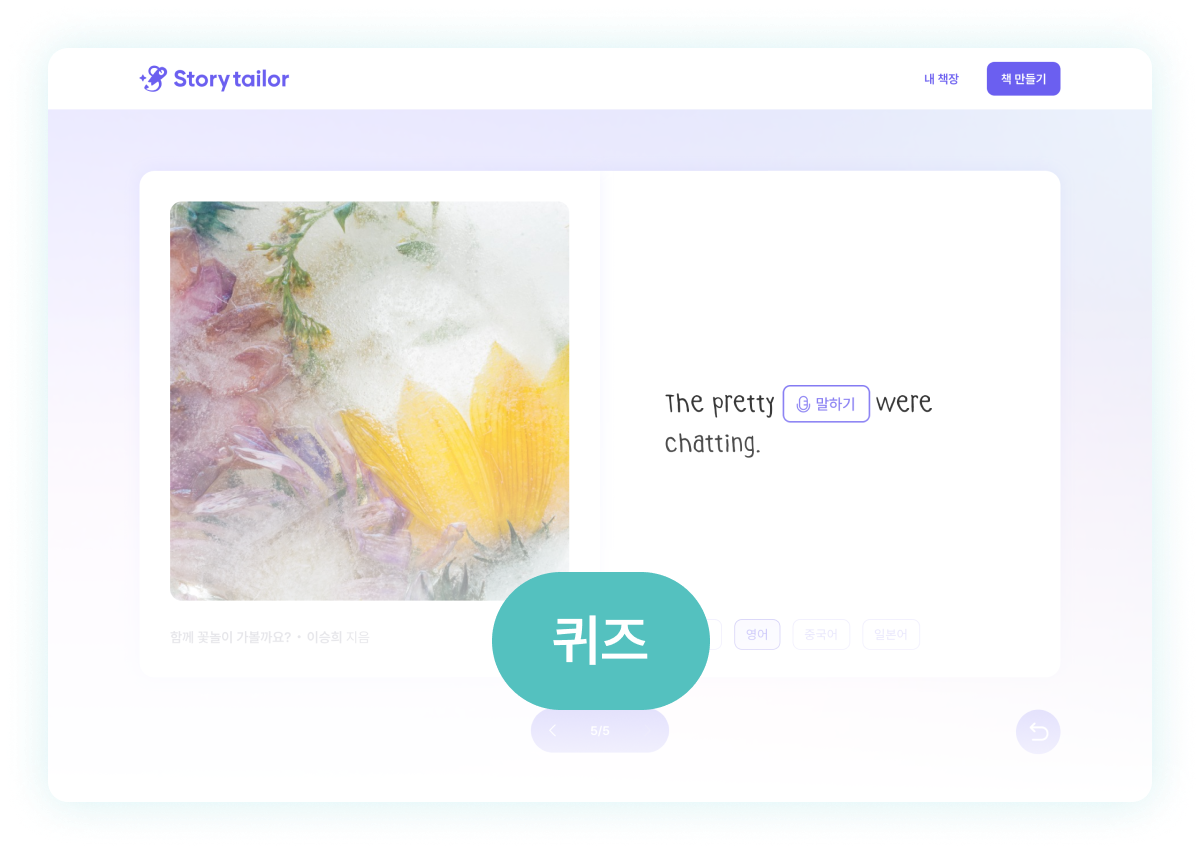 Story tailor
내 책장
책 만들기
The pretty 말하기 were
chatting.
함께 꽃놀이 가볼까요? • 이승희 지음
영어 중국어 일본어
퀴즈
5/5